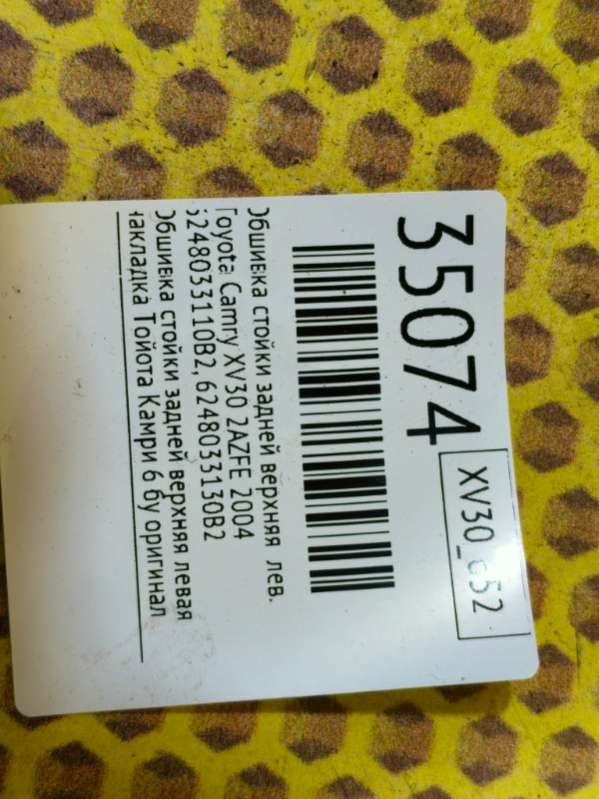 35074
XV30_c52
Обшивка стойки задней верхняя лев.
Toyota Camry XV30 2AZFE 2004
6248033110B2, 6248033130B2
Обшивка стойки задней верхняя левая
накладка Тойота Камри 6 бу оригинал